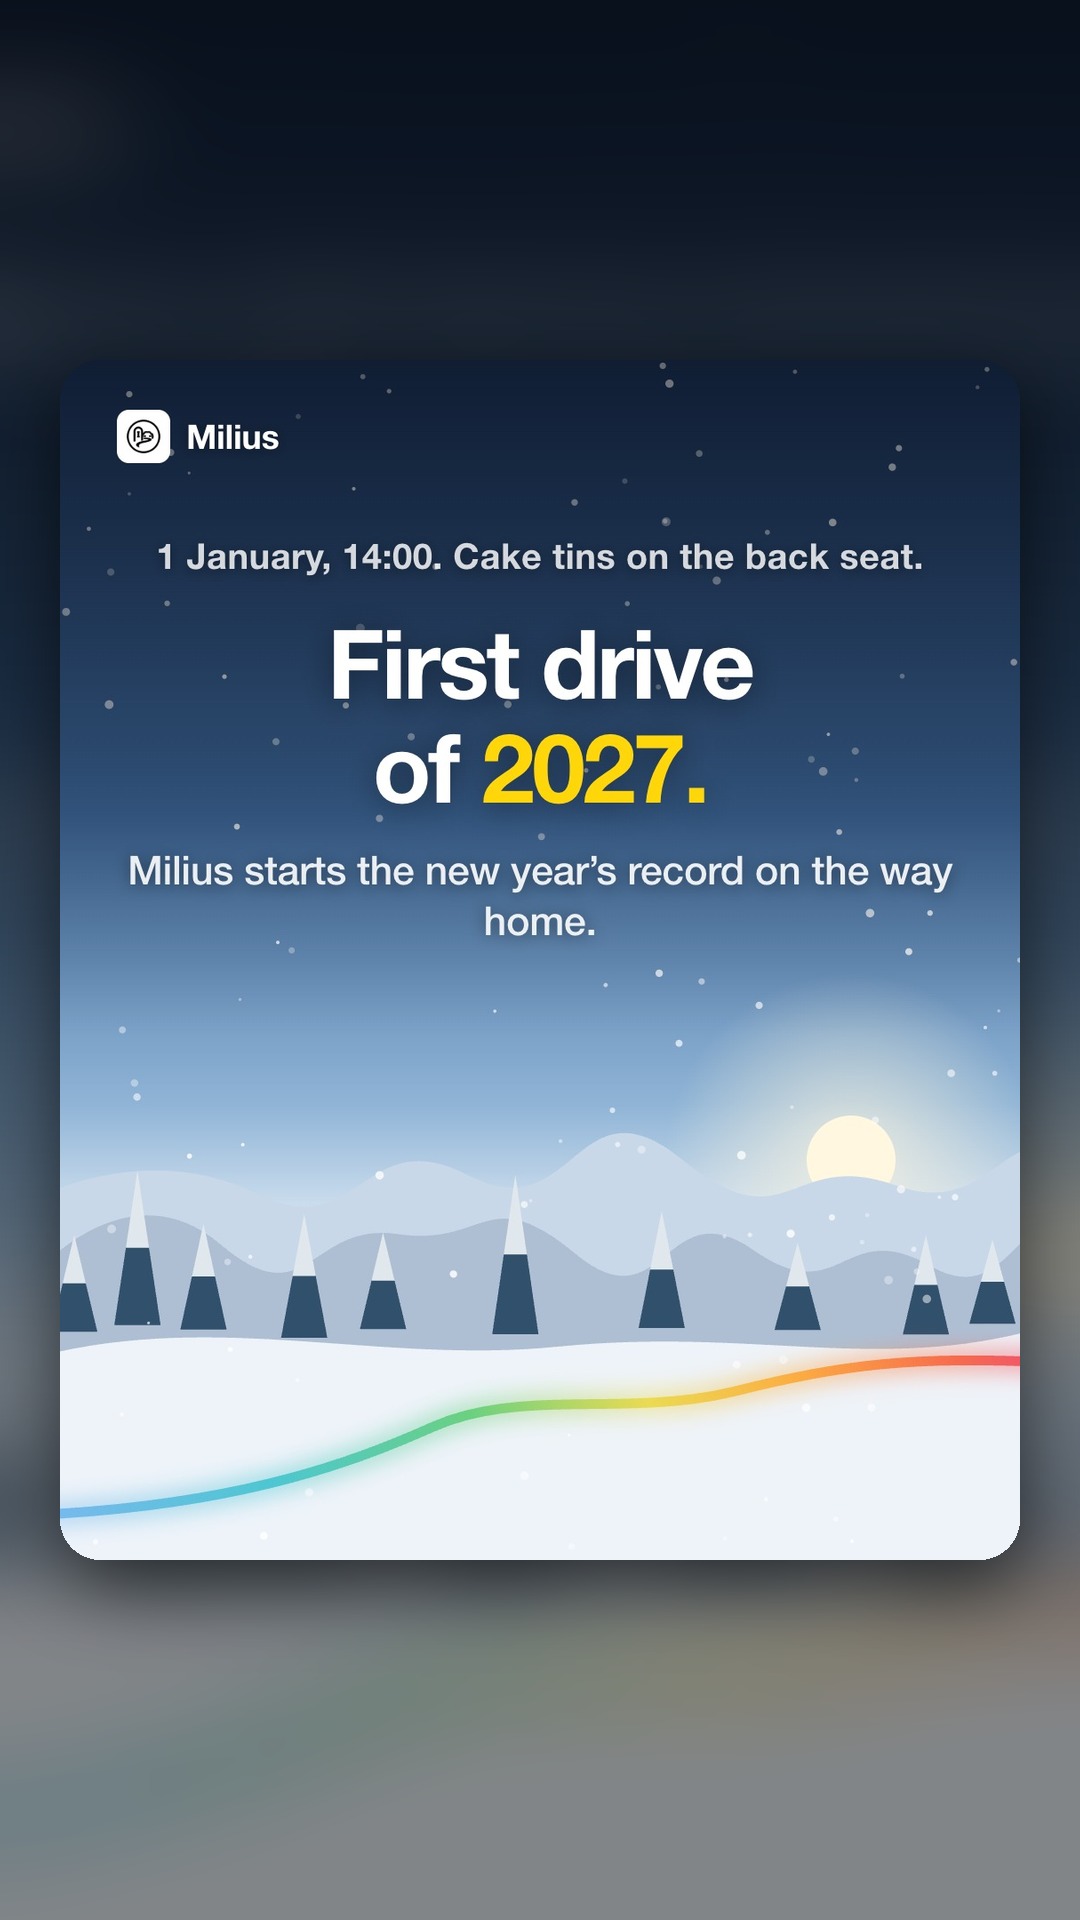 Milius
1 January, 14:00. Cake tins on the back seat.
First drive
of 2027.
Milius starts the new year’s record on the way
home.